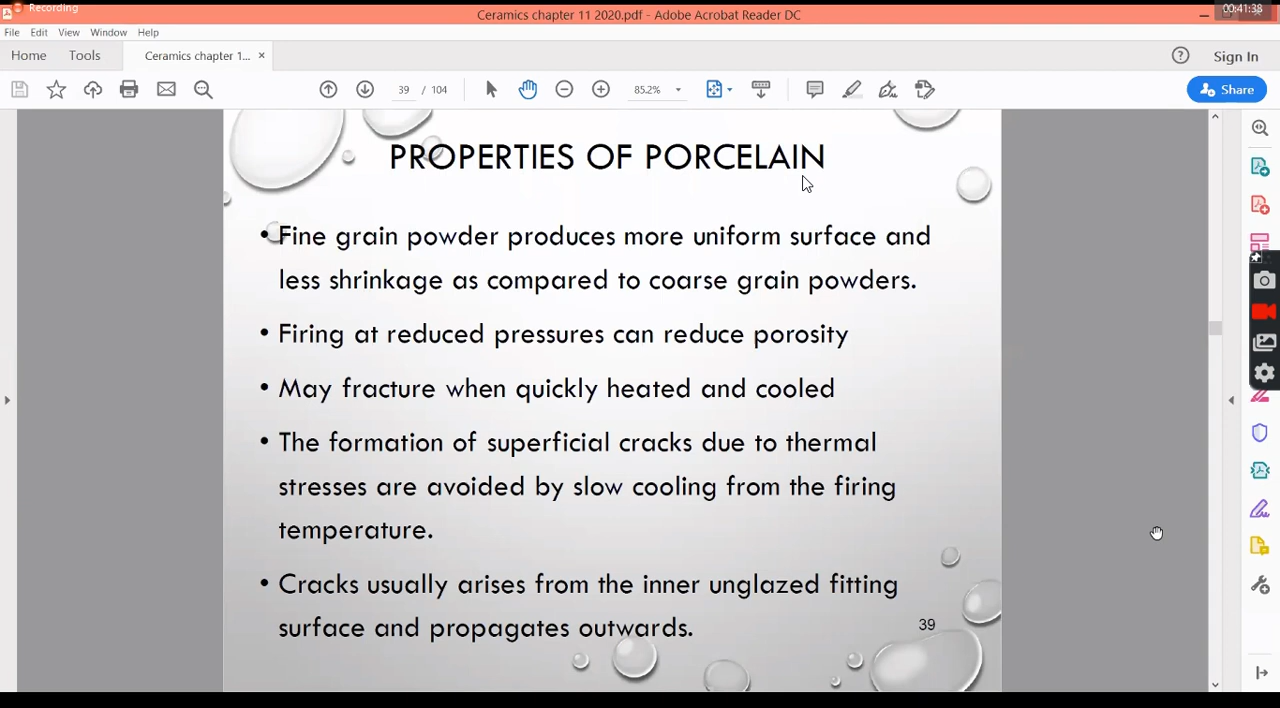 Recording
00:41:38
Ceramics chapter 11 2020.pdf - Adobe Acrobat Reader DC
File Edit View Window Help
Home Tools Ceramics chapter 1... × Sign In
39 / 104 85.2% Share
PROPERTIES OF PORCELAIN
• Fine grain powder produces more uniform surface and
less shrinkage as compared to coarse grain powders.
• Firing at reduced pressures can reduce porosity
• May fracture when quickly heated and cooled
• The formation of superficial cracks due to thermal
stresses are avoided by slow cooling from the firing
temperature.
• Cracks usually arises from the inner unglazed fitting
surface and propagates outwards.
39